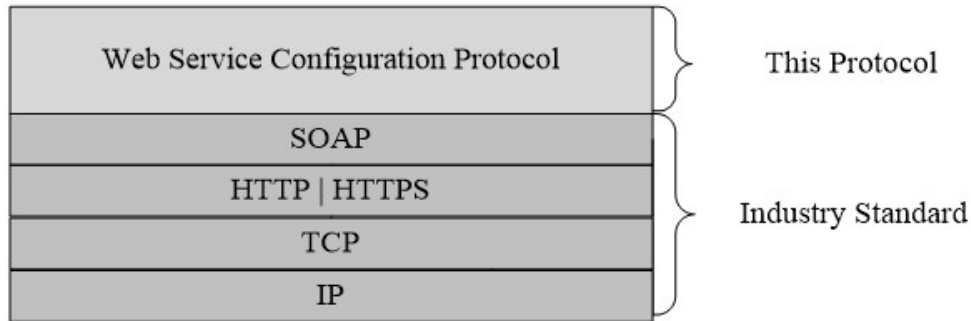 Web Service Configuration Protocol
This Protocol
SOAP
HTTP | HTTPS
Industry Standard
TCP
IP